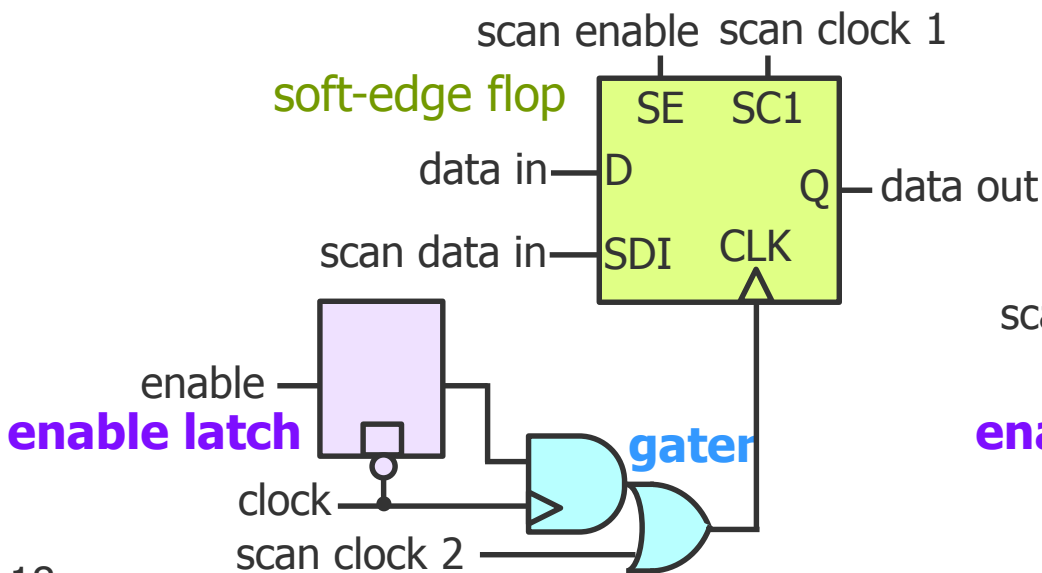 scan enable scan clock 1
soft-edge flop
SE SC1
data in
D
Q
data out
scan data in
SDI
CLK
enable
enable latch
gater
clock
scan clock 2